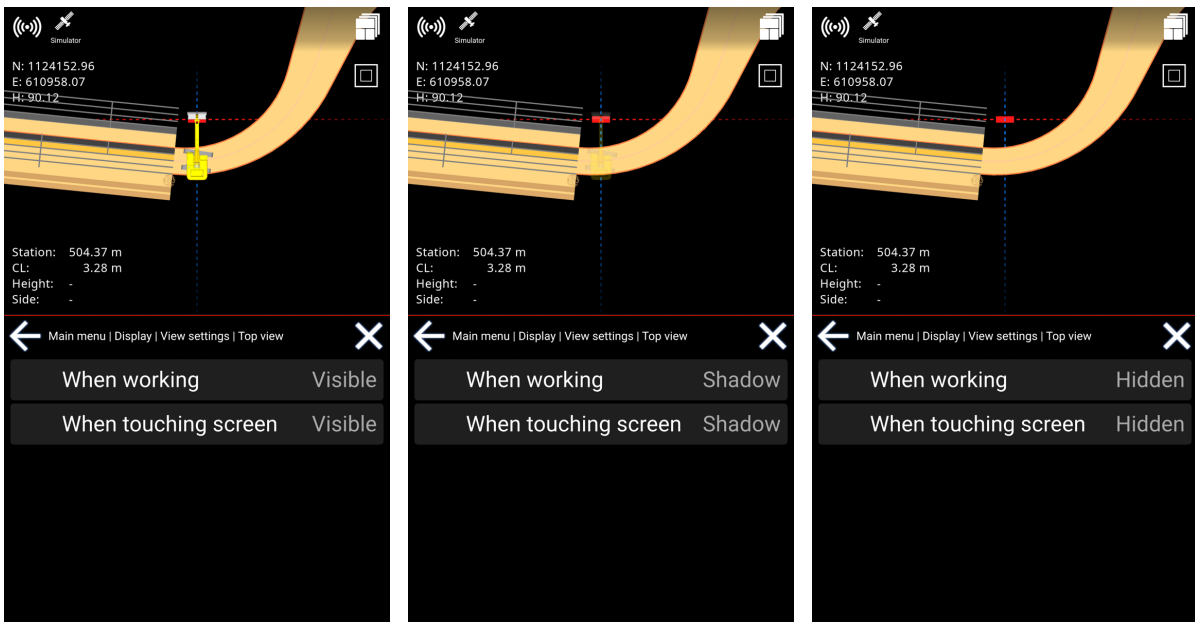 Simulator
N: 1124152.96
E: 610958.07
H: 90.12
Station: 504.37 m
CL: 3.28 m
Height: -
Side: -
Main menu | Display | View settings | Top view
When working Visible
When touching screen Visible
Simulator
N: 1124152.96
E: 610958.07
H: 90.12
Station: 504.37 m
CL: 3.28 m
Height: -
Side: -
Main menu | Display | View settings | Top view
When working Shadow
When touching screen Shadow
Simulator
N: 1124152.96
E: 610958.07
H: 90.12
Station: 504.37 m
CL: 3.28 m
Height: -
Side: -
Main menu | Display | View settings | Top view
When working Hidden
When touching screen Hidden